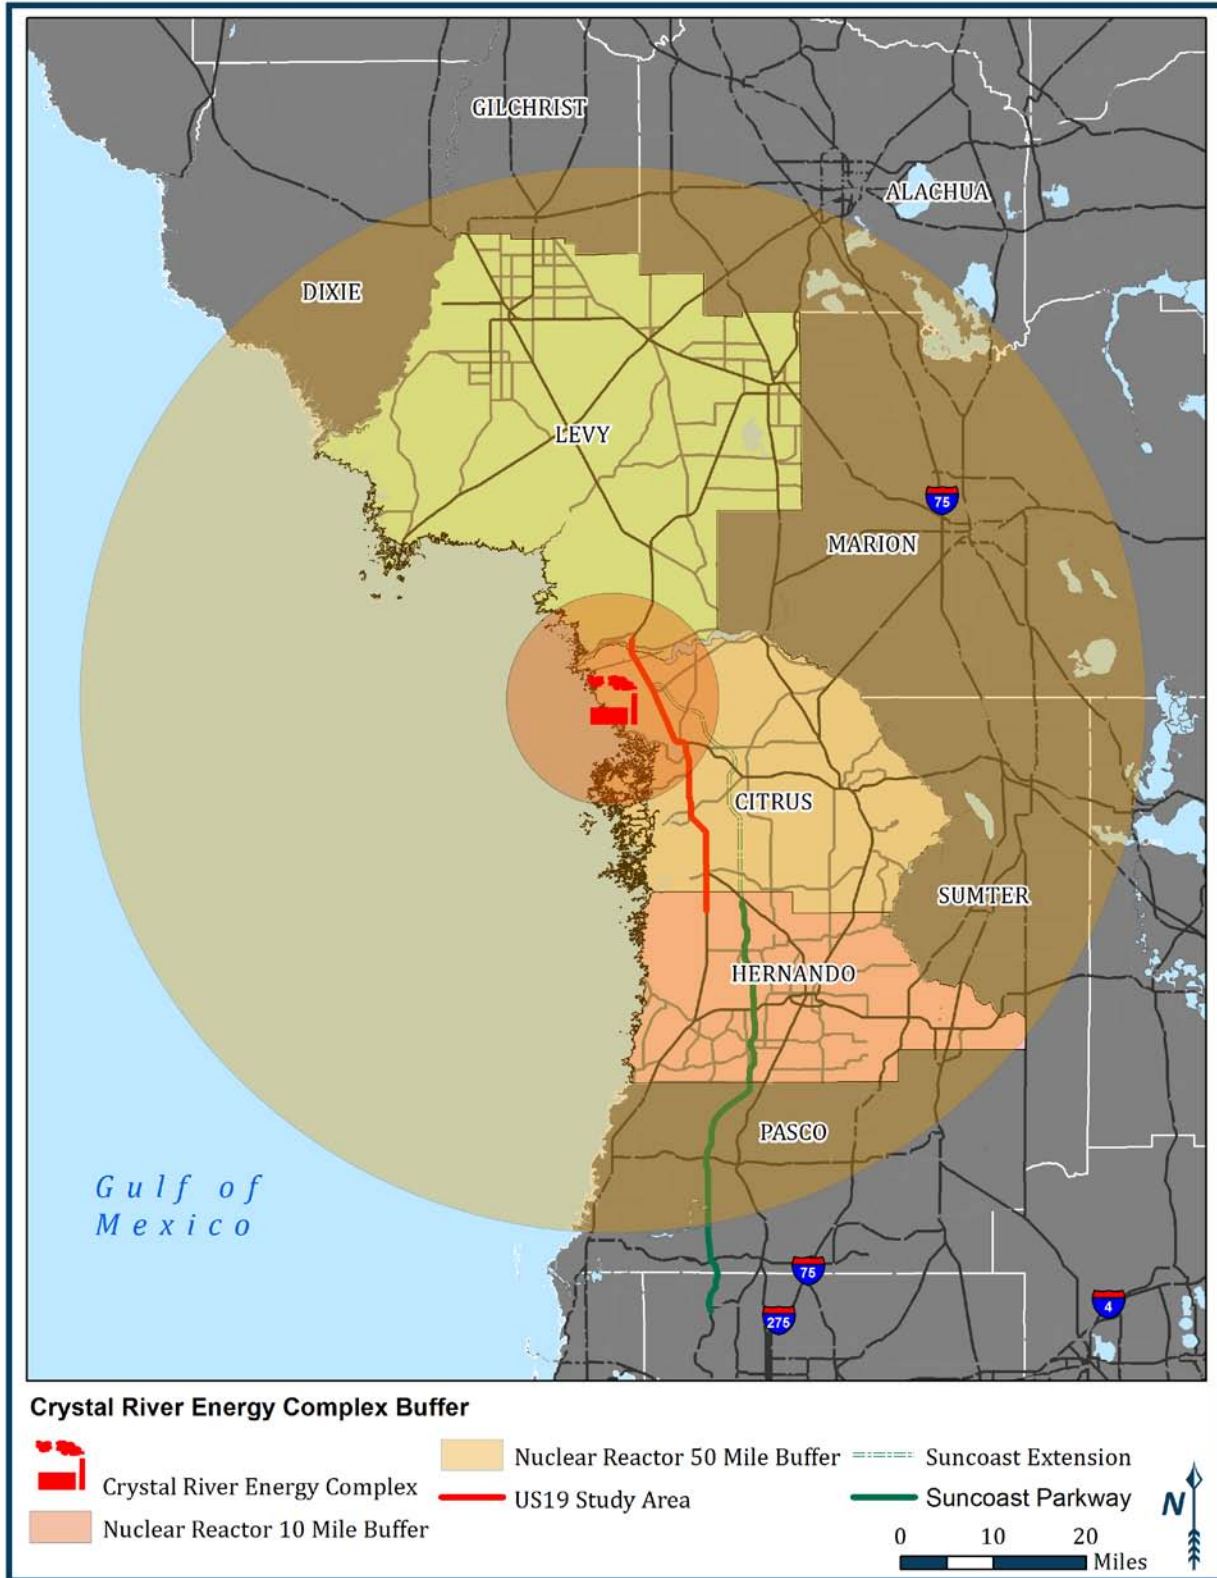 GILCHRIST
ALACHUA
DIXIE
LEVY
75
MARION
CITRUS
SUMTER
HERNANDO
PASCO
Gulf of
Mexico
75
275
4
Crystal River Energy Complex Buffer
Crystal River Energy Complex
Nuclear Reactor 10 Mile Buffer
Nuclear Reactor 50 Mile Buffer
US19 Study Area
Suncoast Extension
Suncoast Parkway
0 10 20
Miles
N